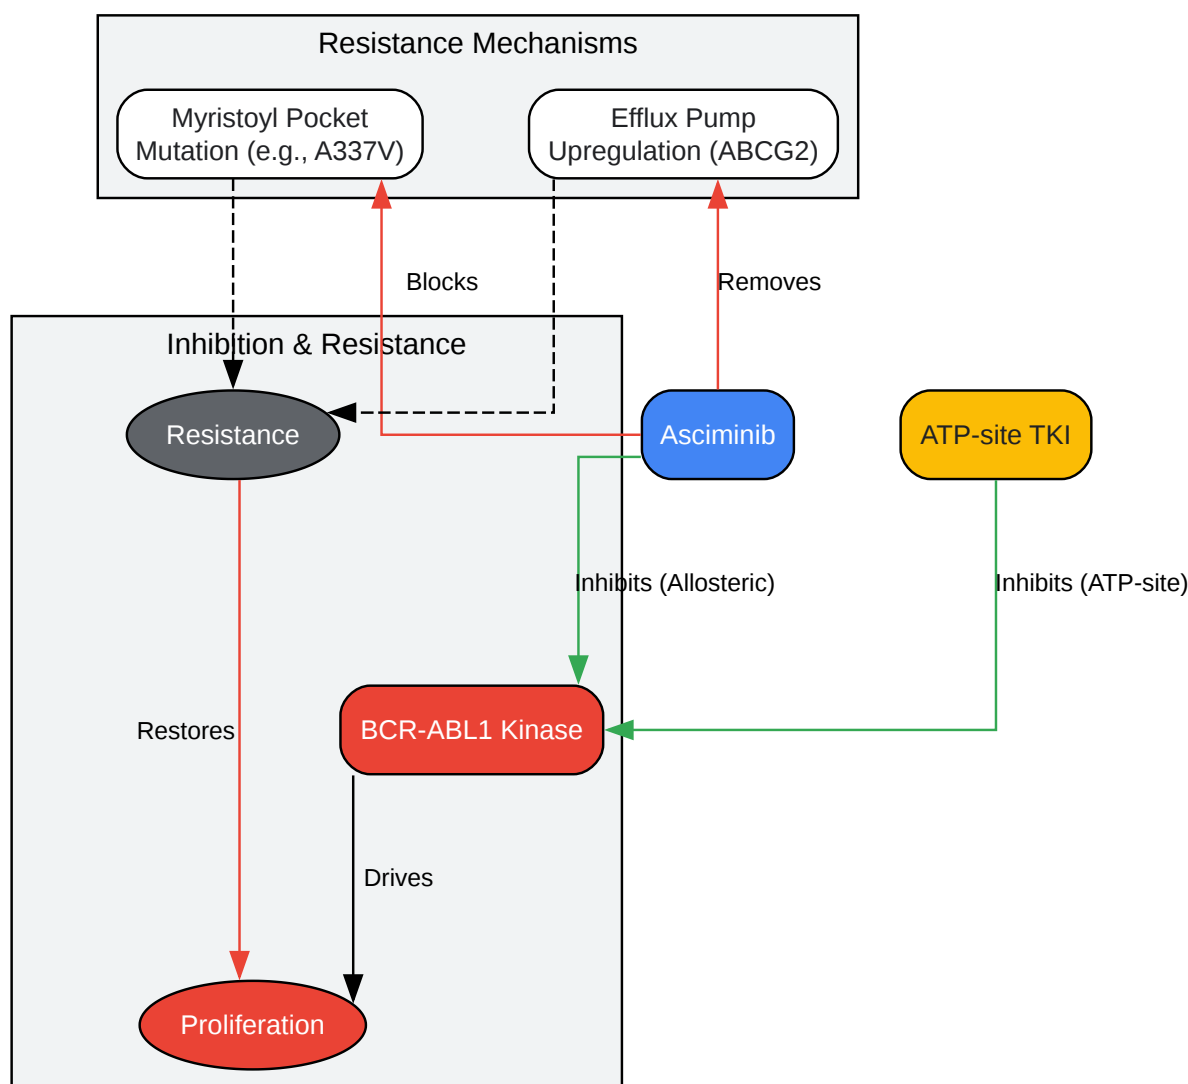 Resistance Mechanisms
Myristoyl Pocket
Mutation (e.g., A337V)
Efflux Pump
Upregulation (ABCG2)
Blocks
Removes
Inhibition & Resistance
Resistance
Asciminib
ATP-site TKI
Inhibits (Allosteric)
Inhibits (ATP-site)
Restores
BCR-ABL1 Kinase
Drives
Proliferation